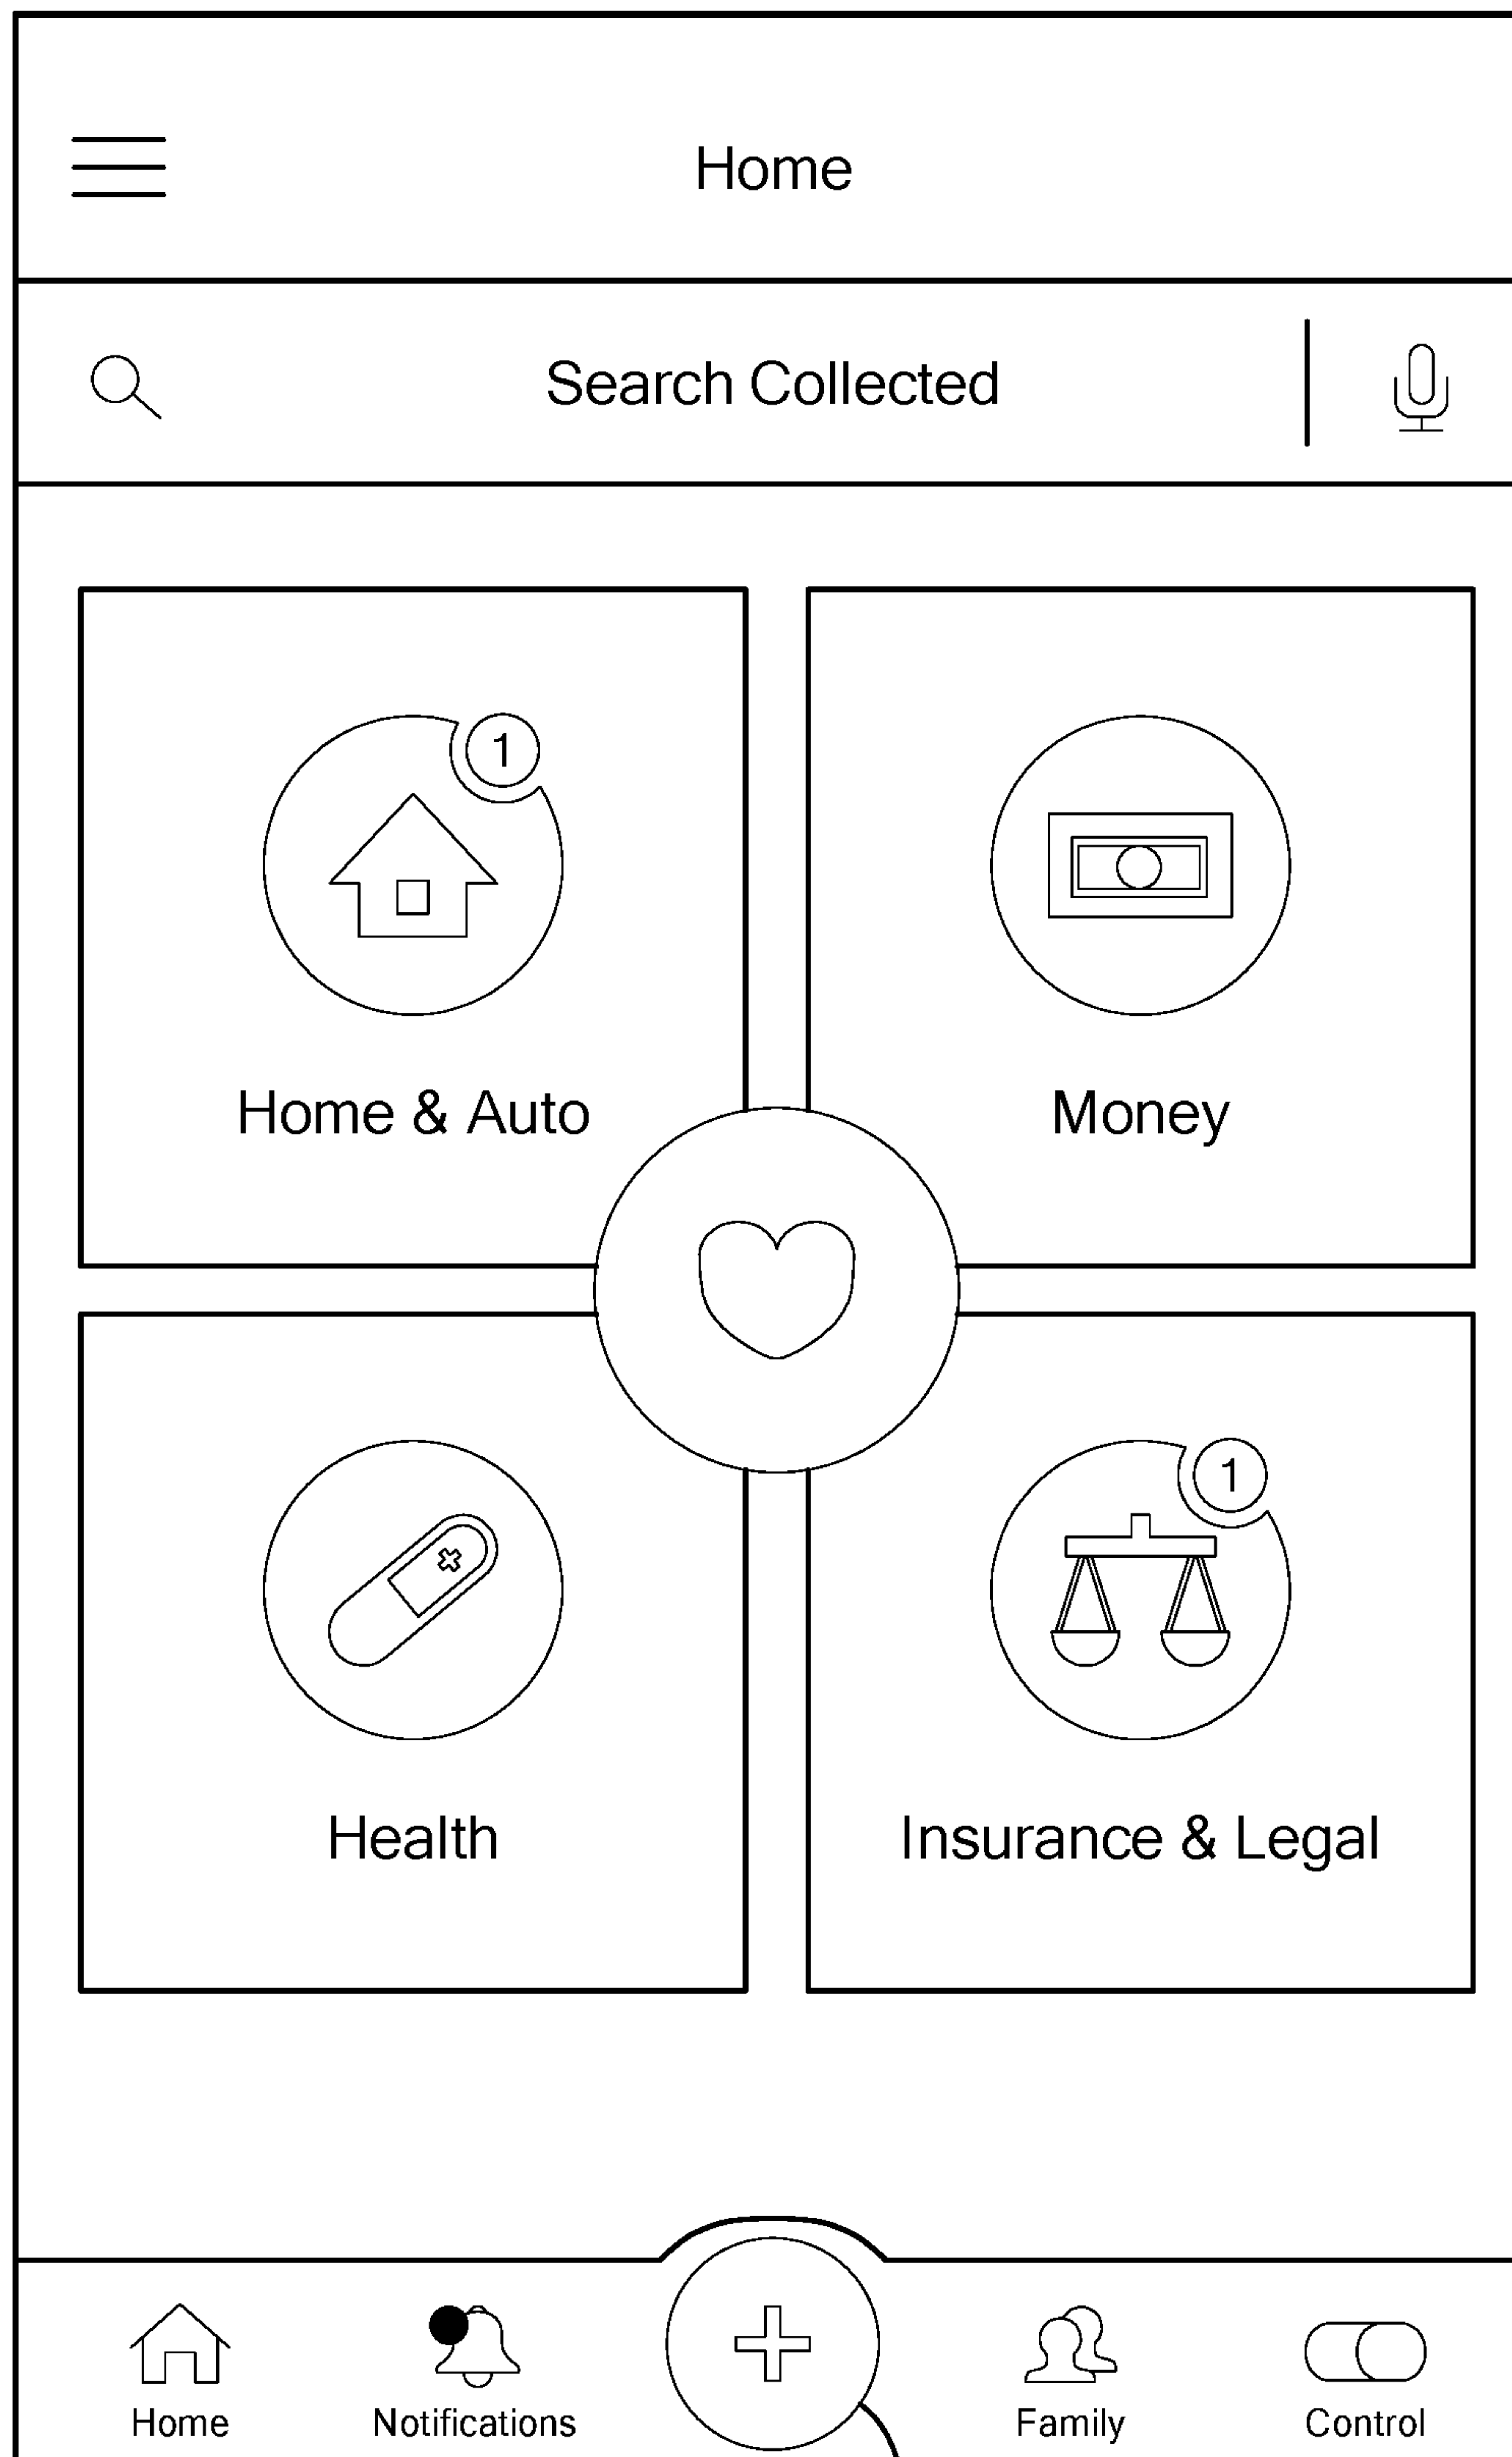 Home
Search Collected
1
Home & Auto
Money
1
Health
Insurance & Legal
Home
Notifications
Family
Control